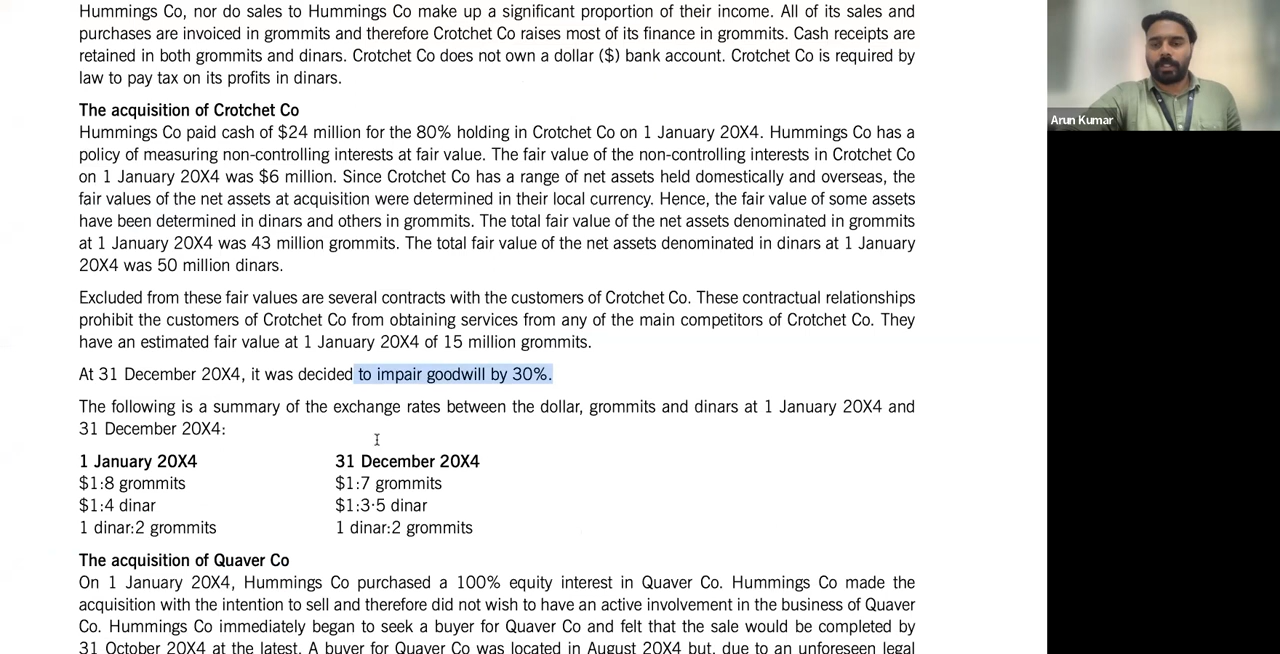 Hummings Co, nor do sales to Hummings Co make up a significant proportion of their income. All of its sales and
purchases are invoiced in grommits and therefore Crotchet Co raises most of its finance in grommits. Cash receipts are
retained in both grommits and dinars. Crotchet Co does not own a dollar ($) bank account. Crotchet Co is required by
law to pay tax on its profits in dinars.
The acquisition of Crotchet Co
Hummings Co paid cash of $24 million for the 80% holding in Crotchet Co on 1 January 20X4. Hummings Co has a
policy of measuring non-controlling interests at fair value. The fair value of the non-controlling interests in Crotchet Co
on 1 January 20X4 was $6 million. Since Crotchet Co has a range of net assets held domestically and overseas, the
fair values of the net assets at acquisition were determined in their local currency. Hence, the fair value of some assets
have been determined in dinars and others in grommits. The total fair value of the net assets denominated in grommits
at 1 January 20X4 was 43 million grommits. The total fair value of the net assets denominated in dinars at 1 January
20X4 was 50 million dinars.
Excluded from these fair values are several contracts with the customers of Crotchet Co. These contractual relationships
prohibit the customers of Crotchet Co from obtaining services from any of the main competitors of Crotchet Co. They
have an estimated fair value at 1 January 20X4 of 15 million grommits.
At 31 December 20X4, it was decided to impair goodwill by 30%.
The following is a summary of the exchange rates between the dollar, grommits and dinars at 1 January 20X4 and
31 December 20X4:
1 January 20X4 31 December 20X4
$1:8 grommits $1:7 grommits
$1:4 dinar $1:3·5 dinar
1 dinar:2 grommits 1 dinar:2 grommits
The acquisition of Quaver Co
On 1 January 20X4, Hummings Co purchased a 100% equity interest in Quaver Co. Hummings Co made the
acquisition with the intention to sell and therefore did not wish to have an active involvement in the business of Quaver
Co. Hummings Co immediately began to seek a buyer for Quaver Co and felt that the sale would be completed by
31 October 20X4 at the latest. A buyer for Quaver Co was located in August 20X4 but, due to an unforeseen legal
Arun Kumar